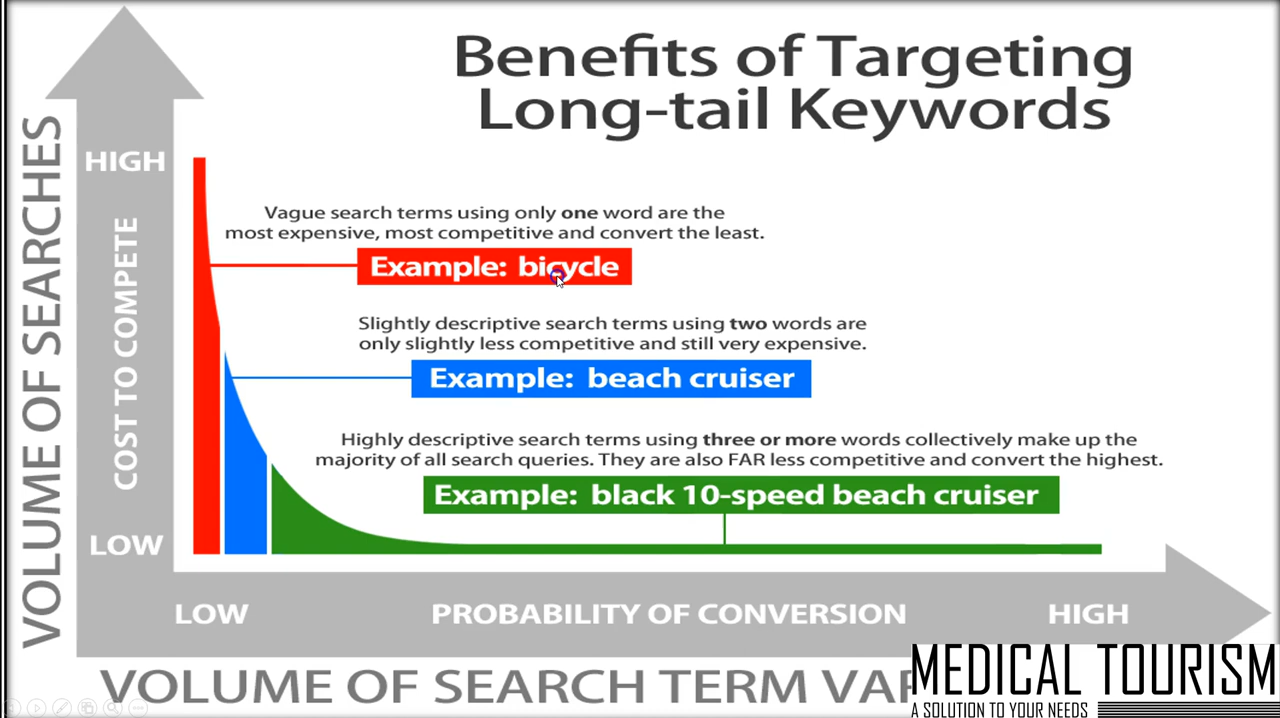 Benefits of Targeting
Long-tail Keywords
VOLUME OF SEARCHES
COST TO COMPETE
HIGH
LOW
Vague search terms using only one word are the
most expensive, most competitive and convert the least.
Example: bicycle
Slightly descriptive search terms using two words are
only slightly less competitive and still very expensive.
Example: beach cruiser
Highly descriptive search terms using three or more words collectively make up the
majority of all search queries. They are also FAR less competitive and convert the highest.
Example: black 10-speed beach cruiser
LOW PROBABILITY OF CONVERSION HIGH
VOLUME OF SEARCH TERM
MEDICAL TOURISM
A SOLUTION TO YOUR NEEDS